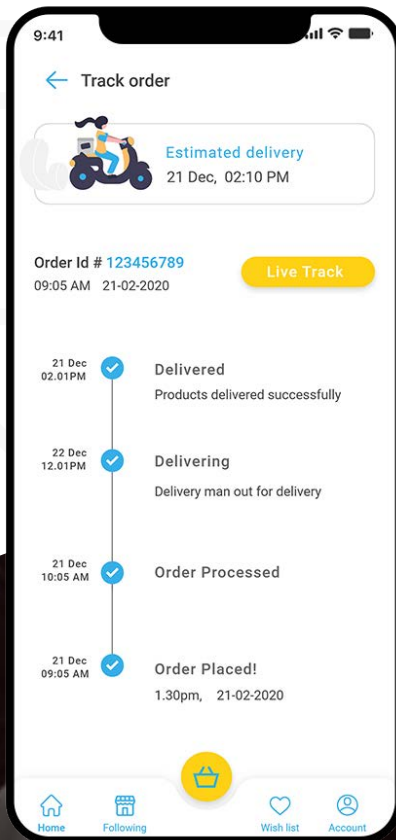 9:41
Track order
Estimated delivery
21 Dec, 02:10 PM
Order Id # 123456789
Live Track
09:05 AM 21-02-2020
21 Dec
02.01PM
Delivered
Products delivered successfully
22 Dec
12.01PM
Delivering
Delivery man out for delivery
21 Dec
10:05 AM
Order Processed
21 Dec
09:05 AM
Order Placed!
1.30pm, 21-02-2020
Home
Following
Wish list
Account